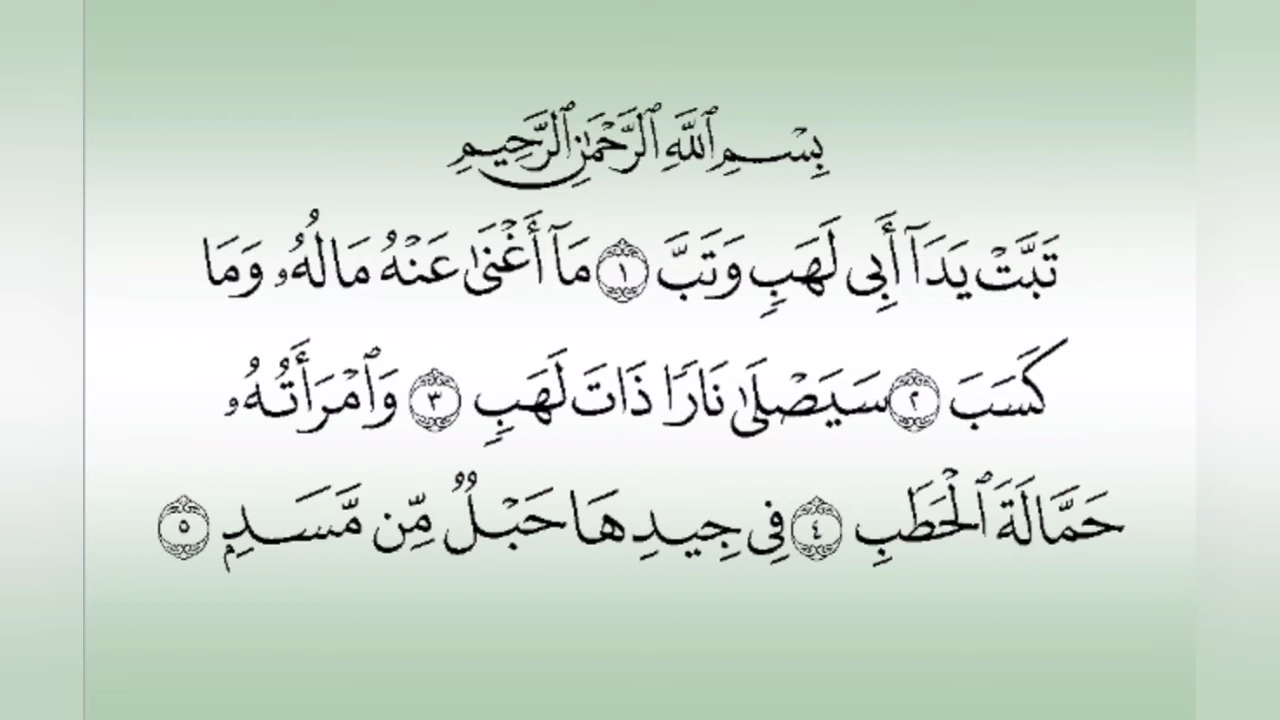 بِسْمِ ٱللَّهِ ٱلرَّحْمَٰنِ ٱلرَّحِيمِ
تَبَّتْ يَدَآ أَبِى لَهَبٍ وَتَبَّ ١ مَآ أَغْنَىٰ عَنْهُ مَالُهُۥ وَمَا
كَسَبَ ٢ سَيَصْلَىٰ نَارًا ذَاتَ لَهَبٍ ٣ وَٱمْرَأَتُهُۥ
حَمَّالَةَ ٱلْحَطَبِ ٤ فِى جِيدِهَا حَبْلٌ مِّن مَّسَدٍۭ ٥